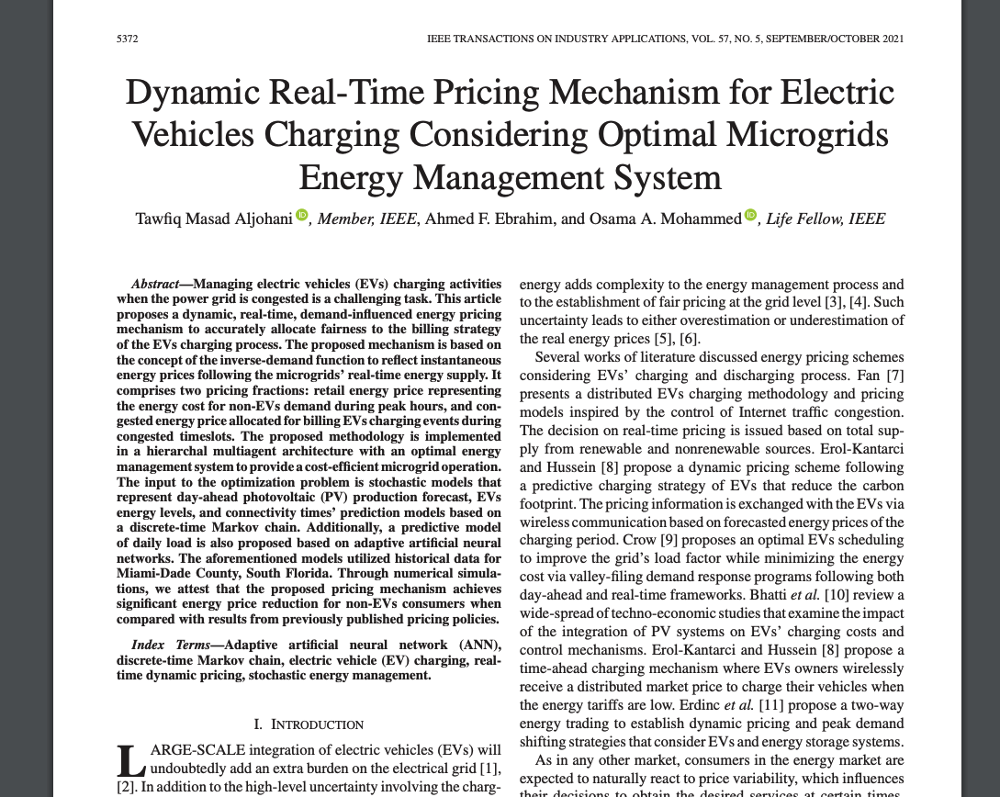 5372
IEEE TRANSACTIONS ON INDUSTRY APPLICATIONS, VOL. 57, NO. 5, SEPTEMBER/OCTOBER 2021
Dynamic Real-Time Pricing Mechanism for Electric
Vehicles Charging Considering Optimal Microgrids
Energy Management System
Tawfiq Masad Aljohani iD, Member, IEEE, Ahmed F. Ebrahim, and Osama A. Mohammed iD, Life Fellow, IEEE
Abstract—Managing electric vehicles (EVs) charging activities
when the power grid is congested is a challenging task. This article
proposes a dynamic, real-time, demand-influenced energy pricing
mechanism to accurately allocate fairness to the billing strategy
of the EVs charging process. The proposed mechanism is based on
the concept of the inverse-demand function to reflect instantaneous
energy prices following the microgrids' real-time energy supply. It
comprises two pricing fractions: retail energy price representing
the energy cost for non-EVs demand during peak hours, and con-
gested energy price allocated for billing EVs charging events during
congested timeslots. The proposed methodology is implemented
in a hierarchal multiagent architecture with an optimal energy
management system to provide a cost-efficient microgrid operation.
The input to the optimization problem is stochastic models that
represent day-ahead photovoltaic (PV) production forecast, EVs
energy levels, and connectivity times' prediction models based on
a discrete-time Markov chain. Additionally, a predictive model
of daily load is also proposed based on adaptive artificial neural
networks. The aforementioned models utilized historical data for
Miami-Dade County, South Florida. Through numerical simula-
tions, we attest that the proposed pricing mechanism achieves
significant energy price reduction for non-EVs consumers when
compared with results from previously published pricing policies.
Index Terms—Adaptive artificial neural network (ANN),
discrete-time Markov chain, electric vehicle (EV) charging, real-
time dynamic pricing, stochastic energy management.
I. INTRODUCTION
LARGE-SCALE integration of electric vehicles (EVs) will
undoubtedly add an extra burden on the electrical grid [1],
[2]. In addition to the high-level uncertainty involving the charg-
energy adds complexity to the energy management process and
to the establishment of fair pricing at the grid level [3], [4]. Such
uncertainty leads to either overestimation or underestimation of
the real energy prices [5], [6].
Several works of literature discussed energy pricing schemes
considering EVs' charging and discharging process. Fan [7]
presents a distributed EVs charging methodology and pricing
models inspired by the control of Internet traffic congestion.
The decision on real-time pricing is issued based on total sup-
ply from renewable and nonrenewable sources. Erol-Kantarci
and Hussein [8] propose a dynamic pricing scheme following
a predictive charging strategy of EVs that reduce the carbon
footprint. The pricing information is exchanged with the EVs via
wireless communication based on forecasted energy prices of the
charging period. Crow [9] proposes an optimal EVs scheduling
to improve the grid's load factor while minimizing the energy
cost via valley-filing demand response programs following both
day-ahead and real-time frameworks. Bhatti et al. [10] review a
wide-spread of techno-economic studies that examine the impact
of the integration of PV systems on EVs' charging costs and
control mechanisms. Erol-Kantarci and Hussein [8] propose a
time-ahead charging mechanism where EVs owners wirelessly
receive a distributed market price to charge their vehicles when
the energy tariffs are low. Erdinc et al. [11] propose a two-way
energy trading to establish dynamic pricing and peak demand
shifting strategies that consider EVs and energy storage systems.
As in any other market, consumers in the energy market are
expected to naturally react to price variability, which influences
their decisions to obtain the desired services at certain times.